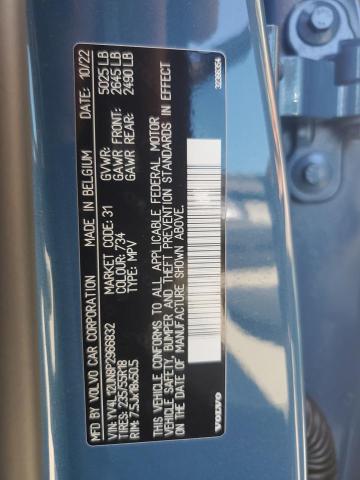 MFD BY VOLVO CAR CORPORATION MADE IN BELGIUM DATE: 10/22
VIN: YV4L12UN8P2966832
TIRES: 235/55R18
RIM: 7.5Jx18x50.5
MARKET CODE: 31
COLOUR: 734
TYPE: MPV
GVWR: 5025 LB
GAWR FRONT: 2645 LB
GAWR REAR: 2490 LB
THIS VEHICLE CONFORMS TO ALL APPLICABLE FEDERAL MOTOR
VEHICLE SAFETY, BUMPER AND THEFT PREVENTION STANDARDS IN EFFECT
ON THE DATE OF MANUFACTURE SHOWN ABOVE.
VOLVO
32366354